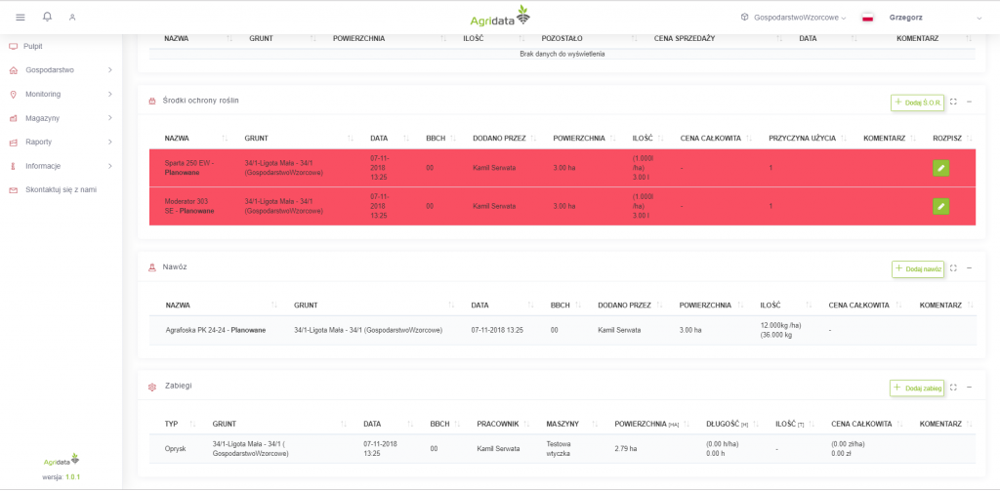 Agridata
GospodarstwoWzorcowe
Grzegorz
Pulpit
Gospodarstwo
Monitoring
Magazyny
Raporty
Informacje
Skontaktuj się z nami
NAZWA GRUNT POWIERZCHNIA ILOŚĆ POZOSTAŁO CENA SPRZEDAŻY DATA KOMENTARZ
Brak danych do wyświetlenia
Środki ochrony roślin
+ Dodaj Ś.O.R.
NAZWA GRUNT DATA BBCH DODANO PRZEZ POWIERZCHNIA ILOŚĆ CENA CAŁKOWITA PRZYCZYNA UŻYCIA KOMENTARZ ROZPISZ
Sparta 250 EW -
Planowane
34/1-Ligota Mała - 34/1
(GospodarstwoWzorcowe)
07-11-
2018
13:25
00
Kamil Serwata
3.00 ha
(1.000l
/ha)
3.00 l
-
1
Moderator 303
SE - Planowane
34/1-Ligota Mała - 34/1
(GospodarstwoWzorcowe)
07-11-
2018
13:25
00
Kamil Serwata
3.00 ha
(1.000l
/ha)
3.00 l
-
1
Nawóz
+ Dodaj nawóz
NAZWA GRUNT DATA BBCH DODANO PRZEZ POWIERZCHNIA ILOŚĆ CENA CAŁKOWITA KOMENTARZ
Agrafoska PK 24-24 - Planowane
34/1-Ligota Mała - 34/1 (GospodarstwoWzorcowe)
07-11-2018 13:25
00
Kamil Serwata
3.00 ha
12.000kg /ha)
(36.000 kg
-
Zabiegi
+ Dodaj zabieg
TYP GRUNT DATA BBCH PRACOWNIK MASZYNY POWIERZCHNIA [HA] DŁUGOŚĆ [H] ILOŚĆ [T] CENA CAŁKOWITA KOMENTARZ
Oprysk
34/1-Ligota Mała - 34/1 (
GospodarstwoWzorcowe)
07-11-2018
13:25
00
Kamil Serwata
Testowa
wtyczka
2.79 ha
(0.00 h/ha)
0.00 h
-
(0.00 zł/ha)
0.00 zł
Agridata
wersja: 1.0.1